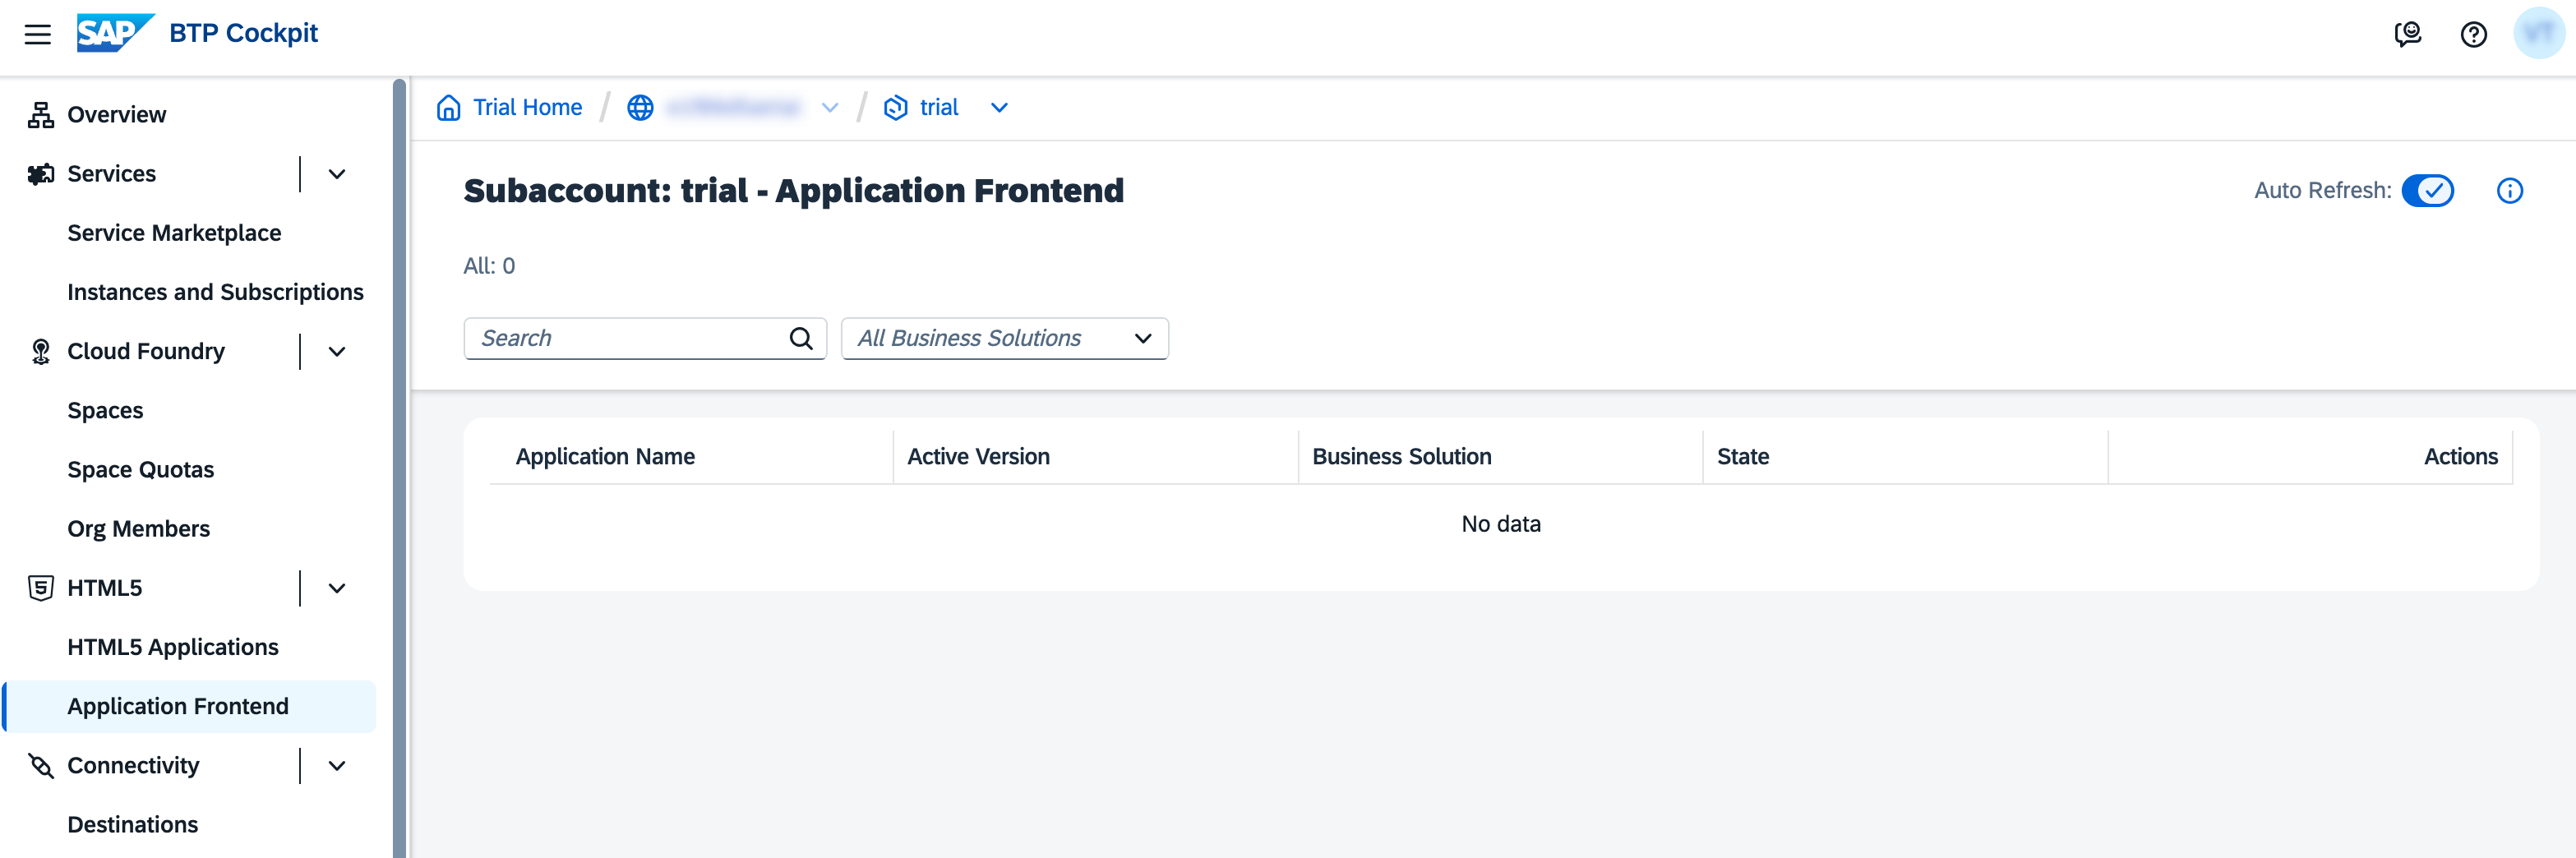 SAP BTP Cockpit
Overview
Services
Service Marketplace
Instances and Subscriptions
Cloud Foundry
Spaces
Space Quotas
Org Members
HTML5
HTML5 Applications
Application Frontend
Connectivity
Destinations
Trial Home / / trial
Subaccount: trial - Application Frontend
Auto Refresh:
All: 0
Search All Business Solutions
Application Name Active Version Business Solution State Actions
No data